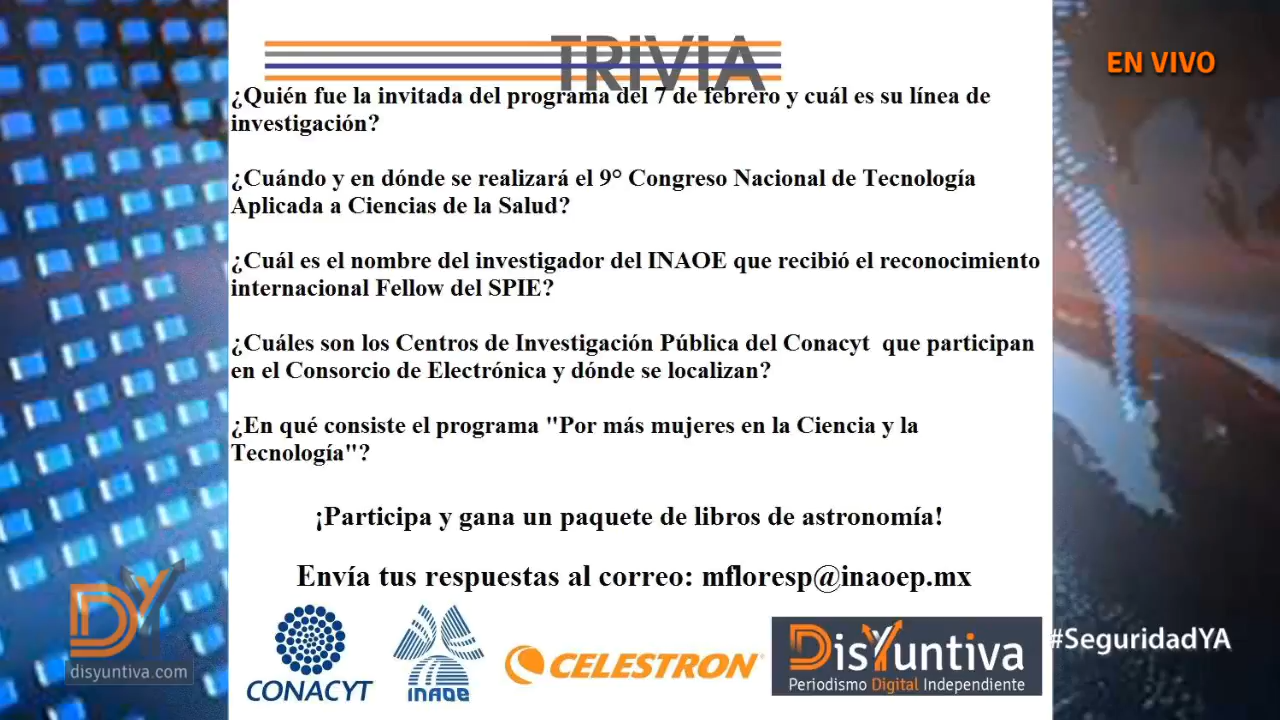 TRIVIA
EN VIVO
¿Quién fue la invitada del programa del 7 de febrero y cuál es su línea de
investigación?
¿Cuándo y en dónde se realizará el 9° Congreso Nacional de Tecnología
Aplicada a Ciencias de la Salud?
¿Cuál es el nombre del investigador del INAOE que recibió el reconocimiento
internacional Fellow del SPIE?
¿Cuáles son los Centros de Investigación Pública del Conacyt  que participan
en el Consorcio de Electrónica y dónde se localizan?
¿En qué consiste el programa "Por más mujeres en la Ciencia y la
Tecnología"?
¡Participa y gana un paquete de libros de astronomía!
Envía tus respuestas al correo: mfloresp@inaoep.mx
DY
disyuntiva.com
CONACYT
INAOE
CELESTRON
DisYuntiva
Periodismo Digital Independiente
#SeguridadYA